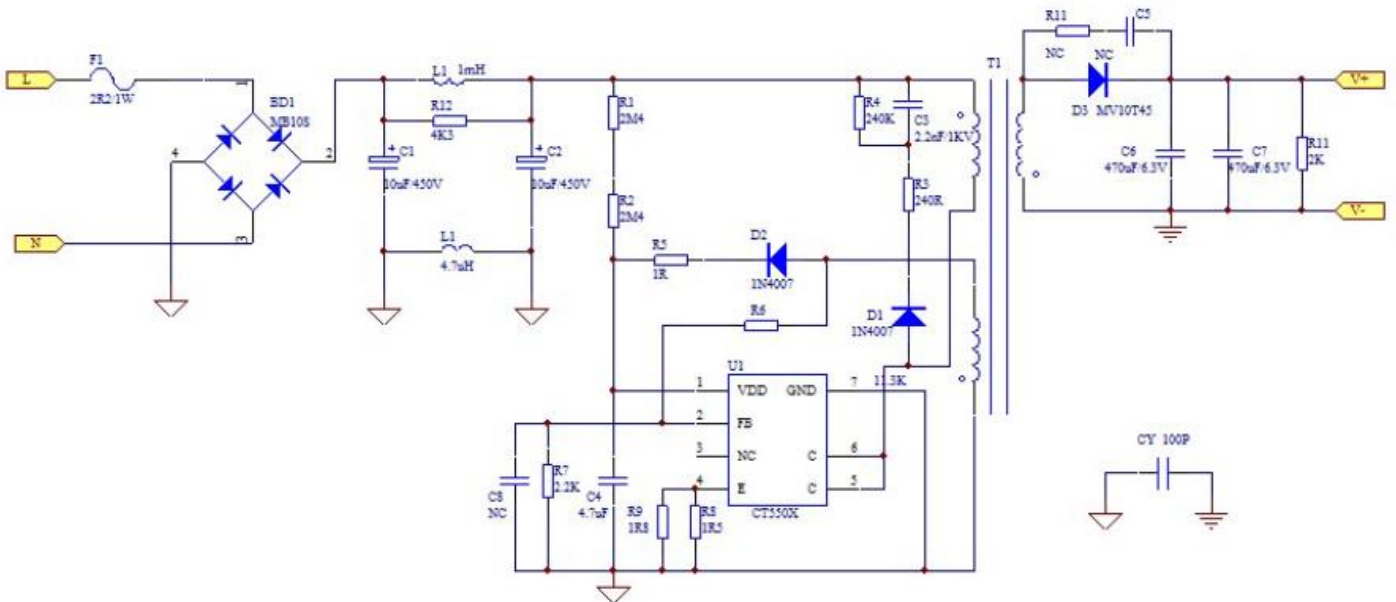 L
F1
2R2/1W
1
BD1
MB10S
4
2
3
N
L1 1mH
R12
4K3
C1
10uF/450V
C2
10uF/450V
L1
4.7uH
R1
2M4
R2
2M4
R4
240K
C3
2.2nF/1KV
R3
240R
R5
1R
D2
1N4007
R6
D1
1N4007
T1
R11
NC
C5
NC
D3 MV10T45
C6
470uF/6.3V
C7
470uF/6.3V
R11
2K
V+
V-
U1
11.3K
1 VDD GND 7
2 FB
3 NC C 6
4 E C 5
CT550X
C8
NC
R7
2.2K
C4
4.7uF
R9
1R8
R8
1R5
CY 100P